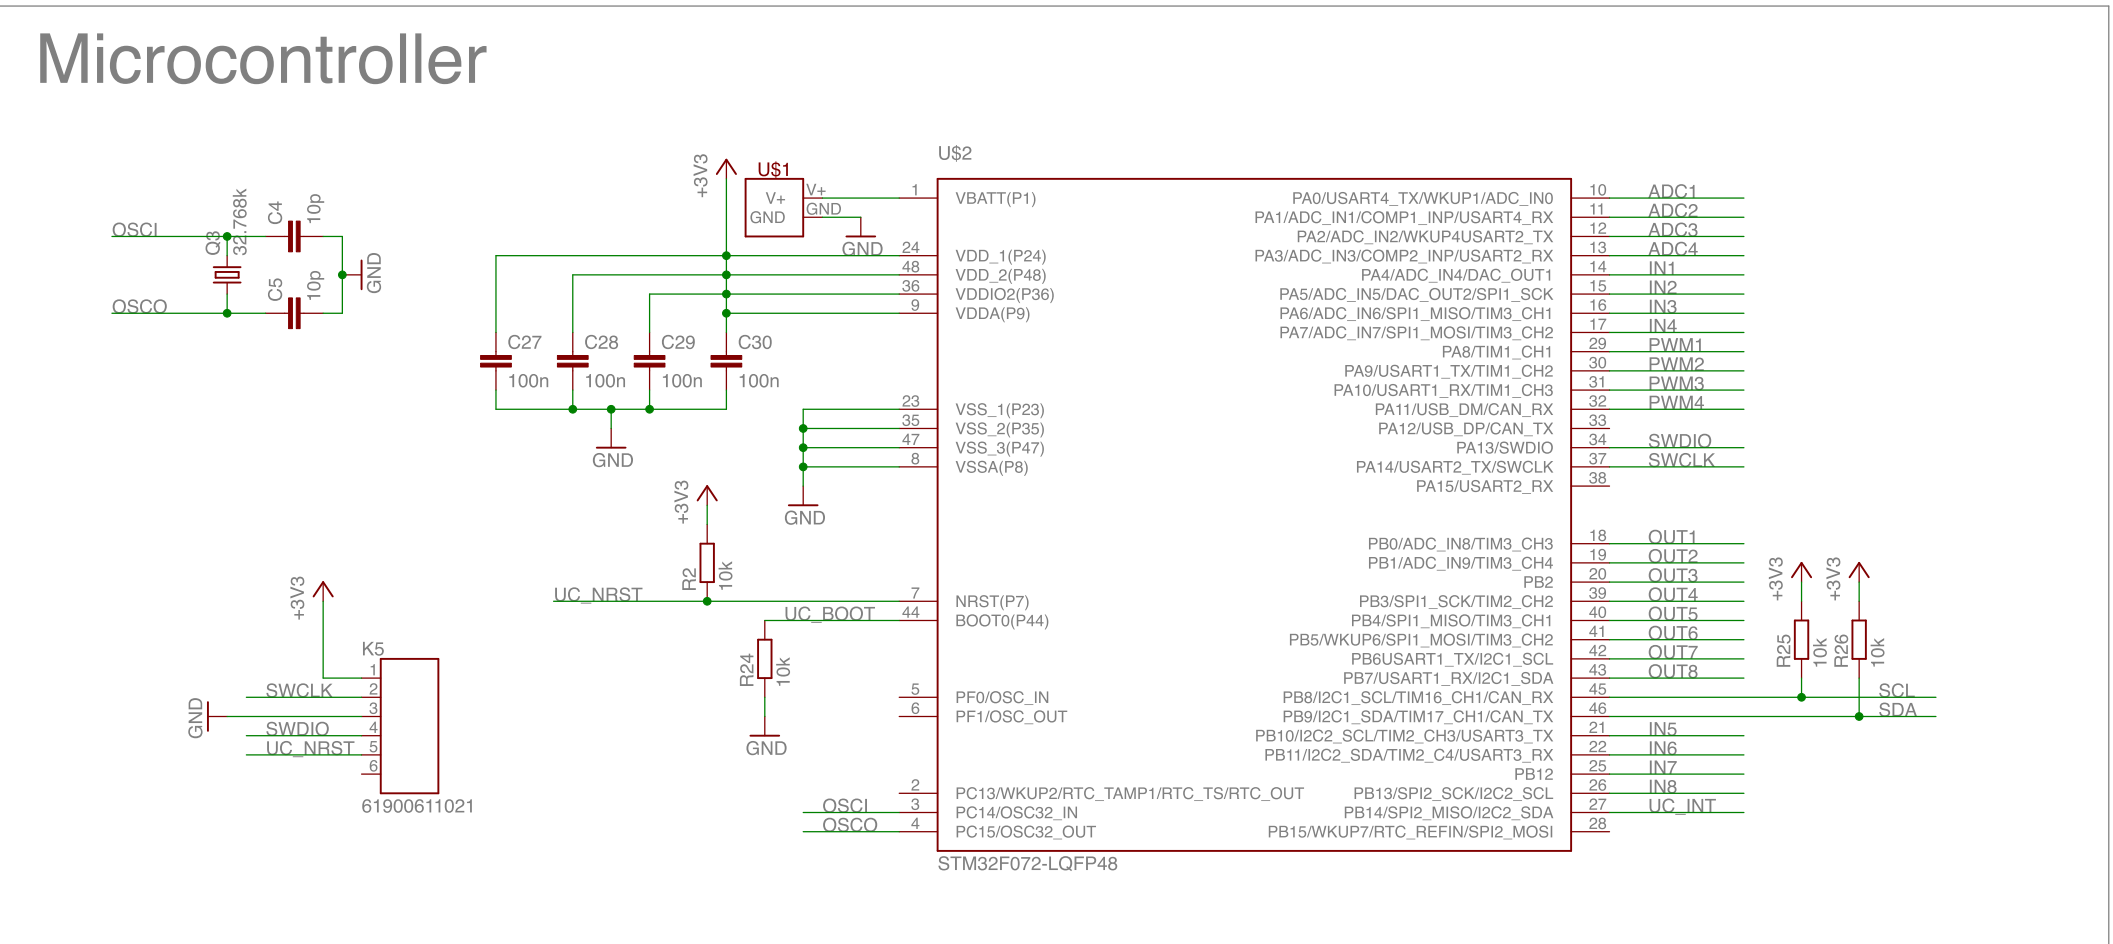 Microcontroller
OSCI
OSCO
Q3
32.768k
C4
10p
C5
10p
GND
+3V3
U$1
V+
GND
V+
GND
GND
C27
100n
C28
100n
C29
100n
C30
100n
GND
GND
+3V3
R2
10k
UC_NRST
UC_BOOT
R24
10k
GND
+3V3
K5
1
SWCLK 2
GND 3
SWDIO 4
UC_NRST 5
6
61900611021
OSCI
OSCO
U$2
1 VBATT(P1)
24 VDD_1(P24)
48 VDD_2(P48)
36 VDDIO2(P36)
9 VDDA(P9)
23 VSS_1(P23)
35 VSS_2(P35)
47 VSS_3(P47)
8 VSSA(P8)
7 NRST(P7)
44 BOOT0(P44)
5 PF0/OSC_IN
6 PF1/OSC_OUT
2 PC13/WKUP2/RTC_TAMP1/RTC_TS/RTC_OUT
3 PC14/OSC32_IN
4 PC15/OSC32_OUT
PA0/USART4_TX/WKUP1/ADC_IN0 10 ADC1
PA1/ADC_IN1/COMP1_INP/USART4_RX 11 ADC2
PA2/ADC_IN2/WKUP4USART2_TX 12 ADC3
PA3/ADC_IN3/COMP2_INP/USART2_RX 13 ADC4
PA4/ADC_IN4/DAC_OUT1 14 IN1
PA5/ADC_IN5/DAC_OUT2/SPI1_SCK 15 IN2
PA6/ADC_IN6/SPI1_MISO/TIM3_CH1 16 IN3
PA7/ADC_IN7/SPI1_MOSI/TIM3_CH2 17 IN4
PA8/TIM1_CH1 29 PWM1
PA9/USART1_TX/TIM1_CH2 30 PWM2
PA10/USART1_RX/TIM1_CH3 31 PWM3
PA11/USB_DM/CAN_RX 32 PWM4
PA12/USB_DP/CAN_TX 33
PA13/SWDIO 34 SWDIO
PA14/USART2_TX/SWCLK 37 SWCLK
PA15/USART2_RX 38
PB0/ADC_IN8/TIM3_CH3 18 OUT1
PB1/ADC_IN9/TIM3_CH4 19 OUT2
PB2 20 OUT3
PB3/SPI1_SCK/TIM2_CH2 39 OUT4
PB4/SPI1_MISO/TIM3_CH1 40 OUT5
PB5/WKUP6/SPI1_MOSI/TIM3_CH2 41 OUT6
PB6USART1_TX/I2C1_SCL 42 OUT7
PB7/USART1_RX/I2C1_SDA 43 OUT8
PB8/I2C1_SCL/TIM16_CH1/CAN_RX 45 SCL
PB9/I2C1_SDA/TIM17_CH1/CAN_TX 46 SDA
PB10/I2C2_SCL/TIM2_CH3/USART3_TX 21 IN5
PB11/I2C2_SDA/TIM2_C4/USART3_RX 22 IN6
PB12 25 IN7
PB13/SPI2_SCK/I2C2_SCL 26 IN8
PB14/SPI2_MISO/I2C2_SDA 27 UC_INT
PB15/WKUP7/RTC_REFIN/SPI2_MOSI 28
STM32F072-LQFP48
+3V3
R25
10k
+3V3
R26
10k